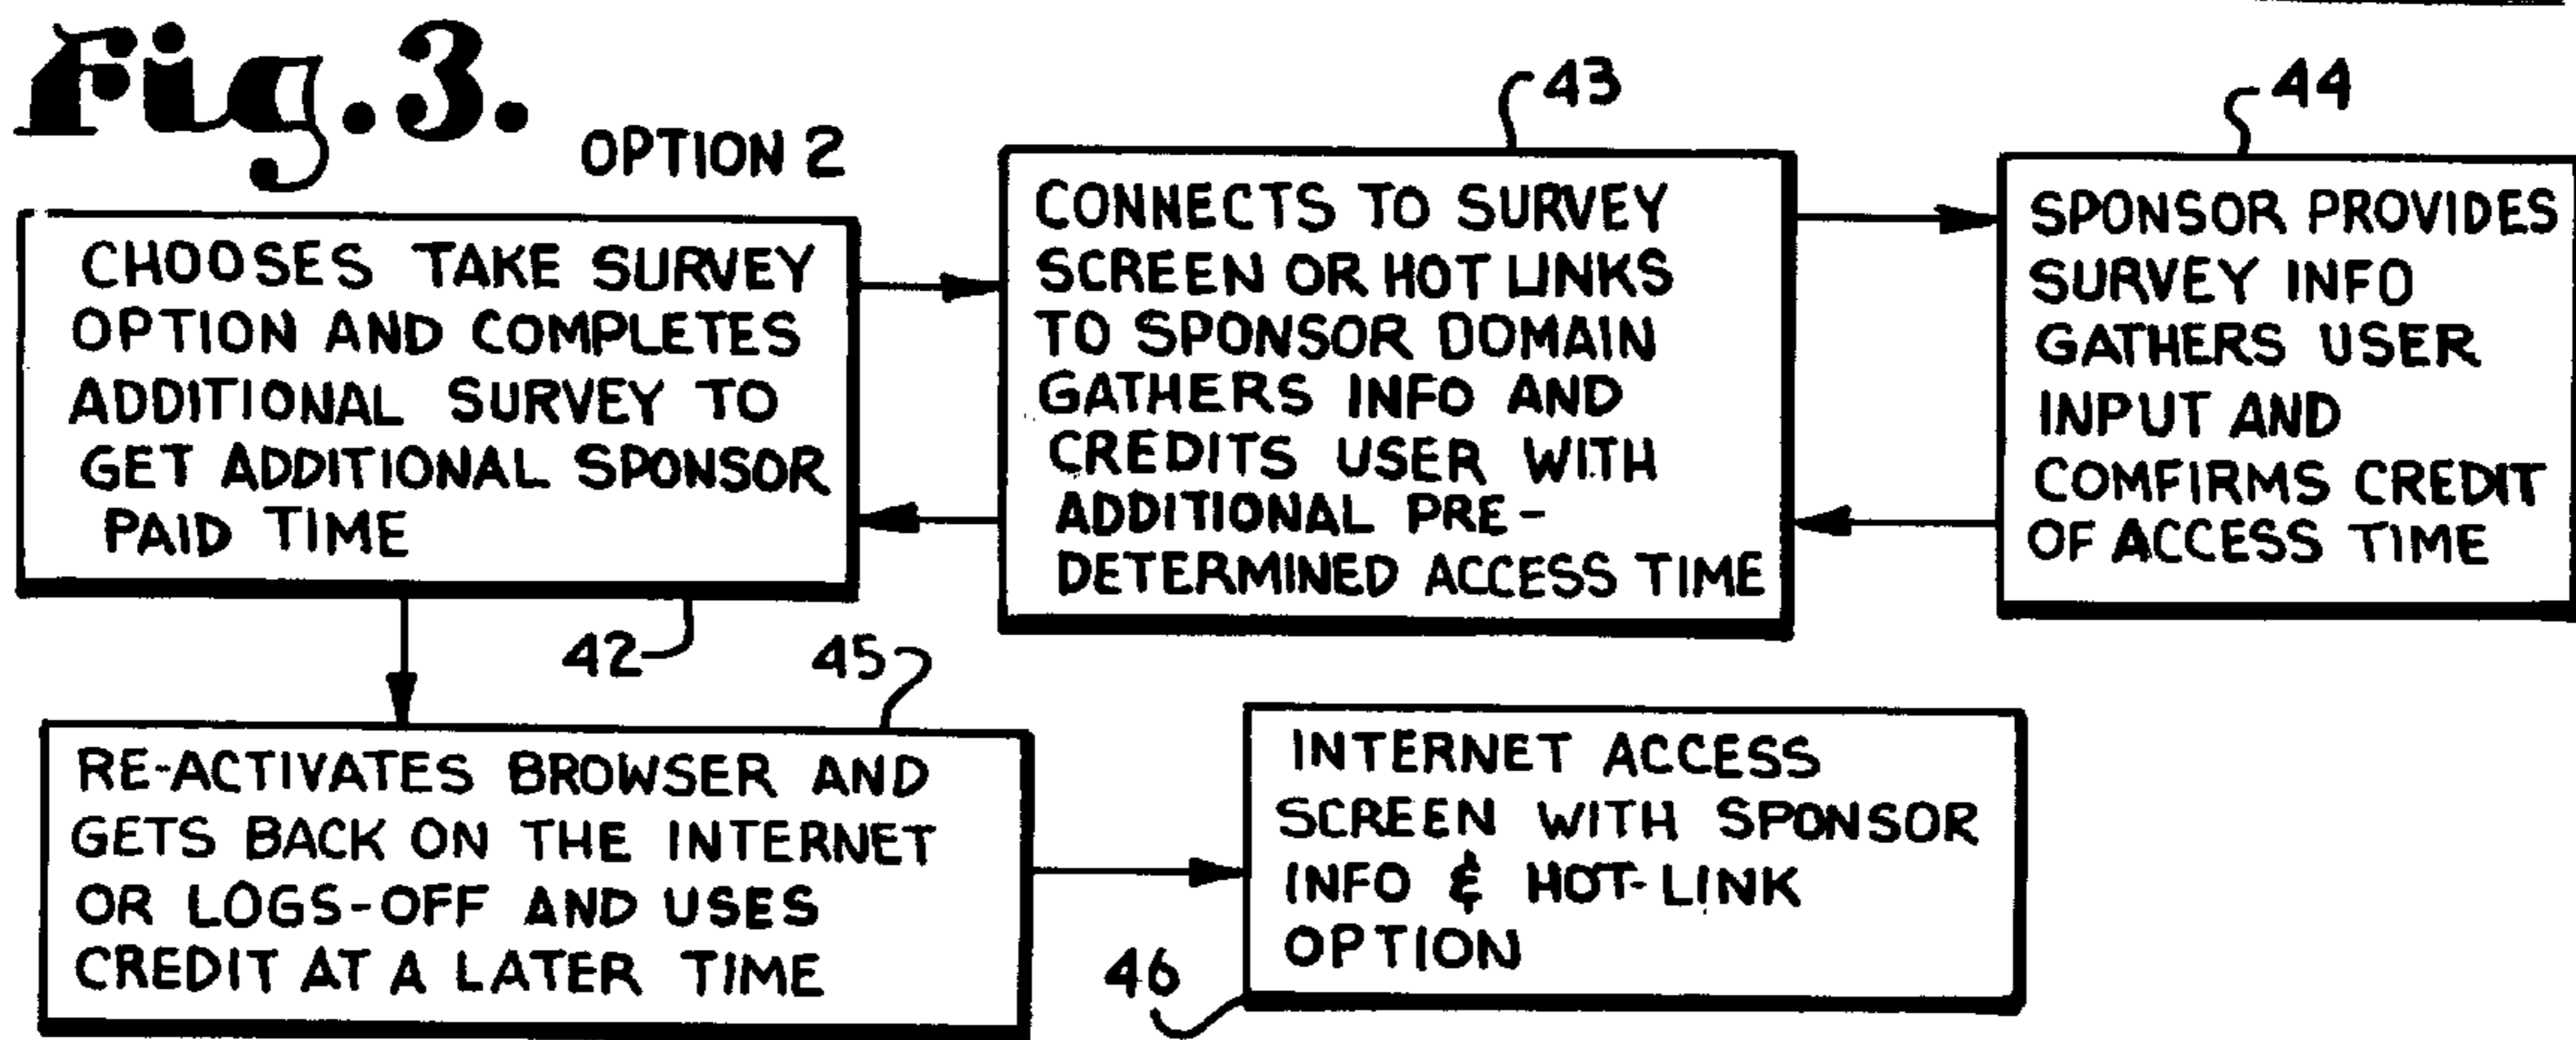 Fig.3.
OPTION 2
CHOOSES TAKE SURVEY
OPTION AND COMPLETES
ADDITIONAL SURVEY TO
GET ADDITIONAL SPONSOR
PAID TIME
42
43
CONNECTS TO SURVEY
SCREEN OR HOT LINKS
TO SPONSOR DOMAIN
GATHERS INFO AND
CREDITS USER WITH
ADDITIONAL PRE-
DETERMINED ACCESS TIME
44
SPONSOR PROVIDES
SURVEY INFO
GATHERS USER
INPUT AND
COMFIRMS CREDIT
OF ACCESS TIME
45
RE-ACTIVATES BROWSER AND
GETS BACK ON THE INTERNET
OR LOGS-OFF AND USES
CREDIT AT A LATER TIME
INTERNET ACCESS
SCREEN WITH SPONSOR
INFO & HOT-LINK
OPTION
46